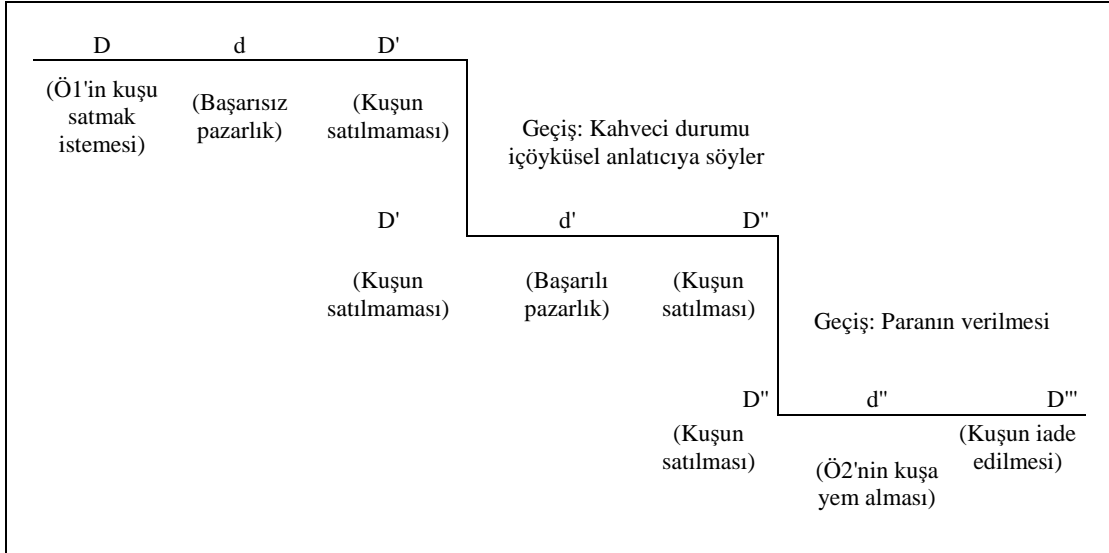 D d D'
(Ö1'in kuşu
satmak
istemesi)
(Başarısız
pazarlık)
(Kuşun
satılmaması)
Geçiş: Kahveci durumu
içöyküsel anlatıcıya söyler
D' d' D''
(Kuşun
satılmaması)
(Başarılı
pazarlık)
(Kuşun
satılması)
Geçiş: Paranın verilmesi
D'' d'' D'''
(Kuşun
satılması)
(Ö2'nin kuşa
yem alması)
(Kuşun iade
edilmesi)